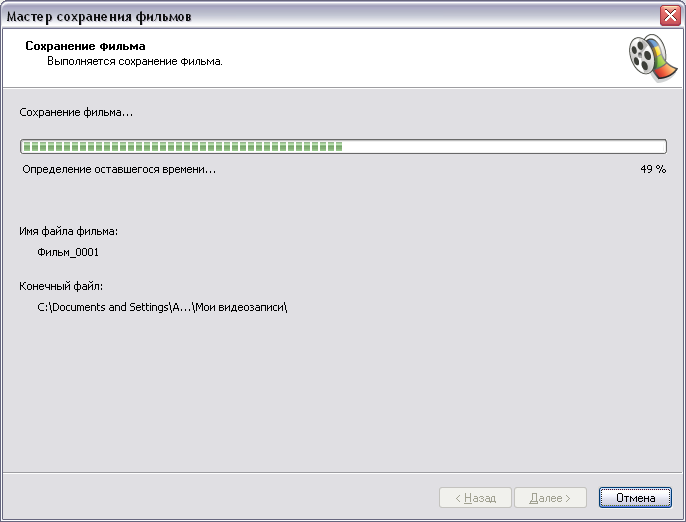 Мастер сохранения фильмов
Сохранение фильма
Выполняется сохранение фильма.
Сохранение фильма...
Определение оставшегося времени...
49 %
Имя файла фильма:
Фильм_0001
Конечный файл:
C:\Documents and Settings\A...\Мои видеозаписи\
< Назад
Далее >
Отмена